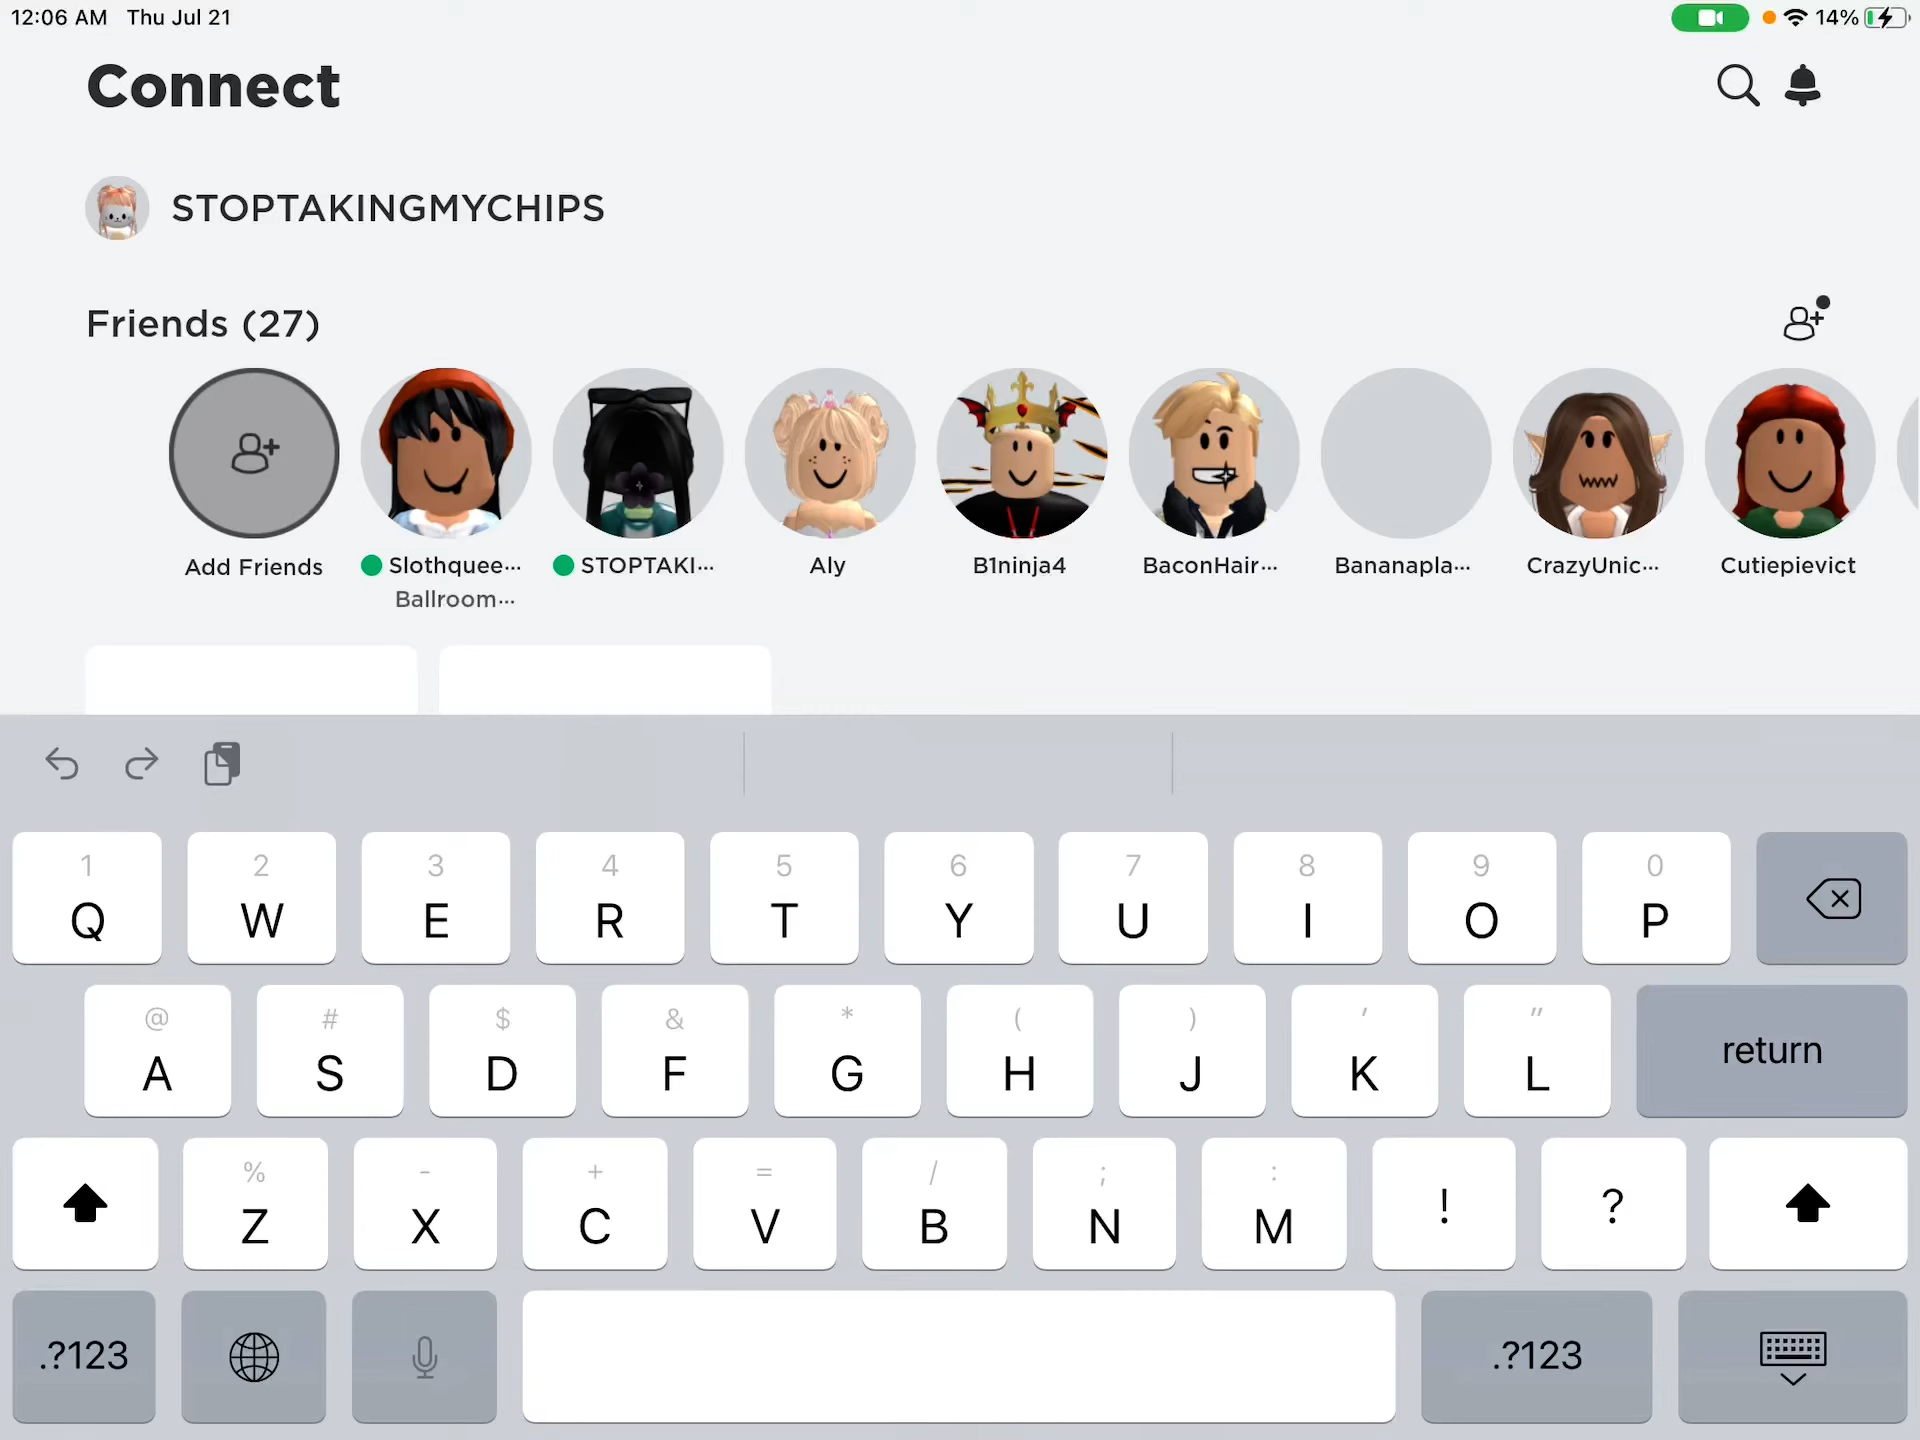 12:06 AM Thu Jul 21 14%
Connect
STOPTAKINGMYCHIPS
Friends (27)
Add Friends Slothquee... STOPTAKI... Aly B1ninja4 BaconHair... Bananapla... CrazyUnic... Cutiepievict
Ballroom...
1 2 3 4 5 6 7 8 9 0
Q W E R T Y U I O P
@ # $ & * ( ) ' "
A S D F G H J K L return
% - + = / ; :
Z X C V B N M ! ?
.?123 .?123